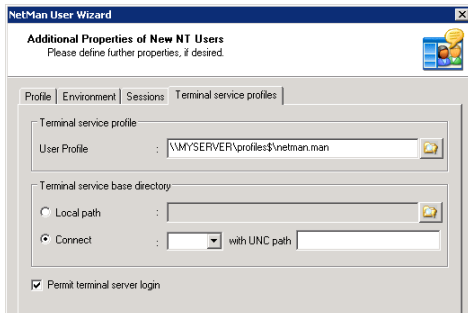 NetMan User Wizard
Additional Properties of New NT Users
Please define further properties, if desired.
Profile Environment Sessions Terminal service profiles
Terminal service profile
User Profile : \\MYSERVER\profiles$\netman.man
Terminal service base directory
Local path :
Connect : with UNC path
Permit terminal server login